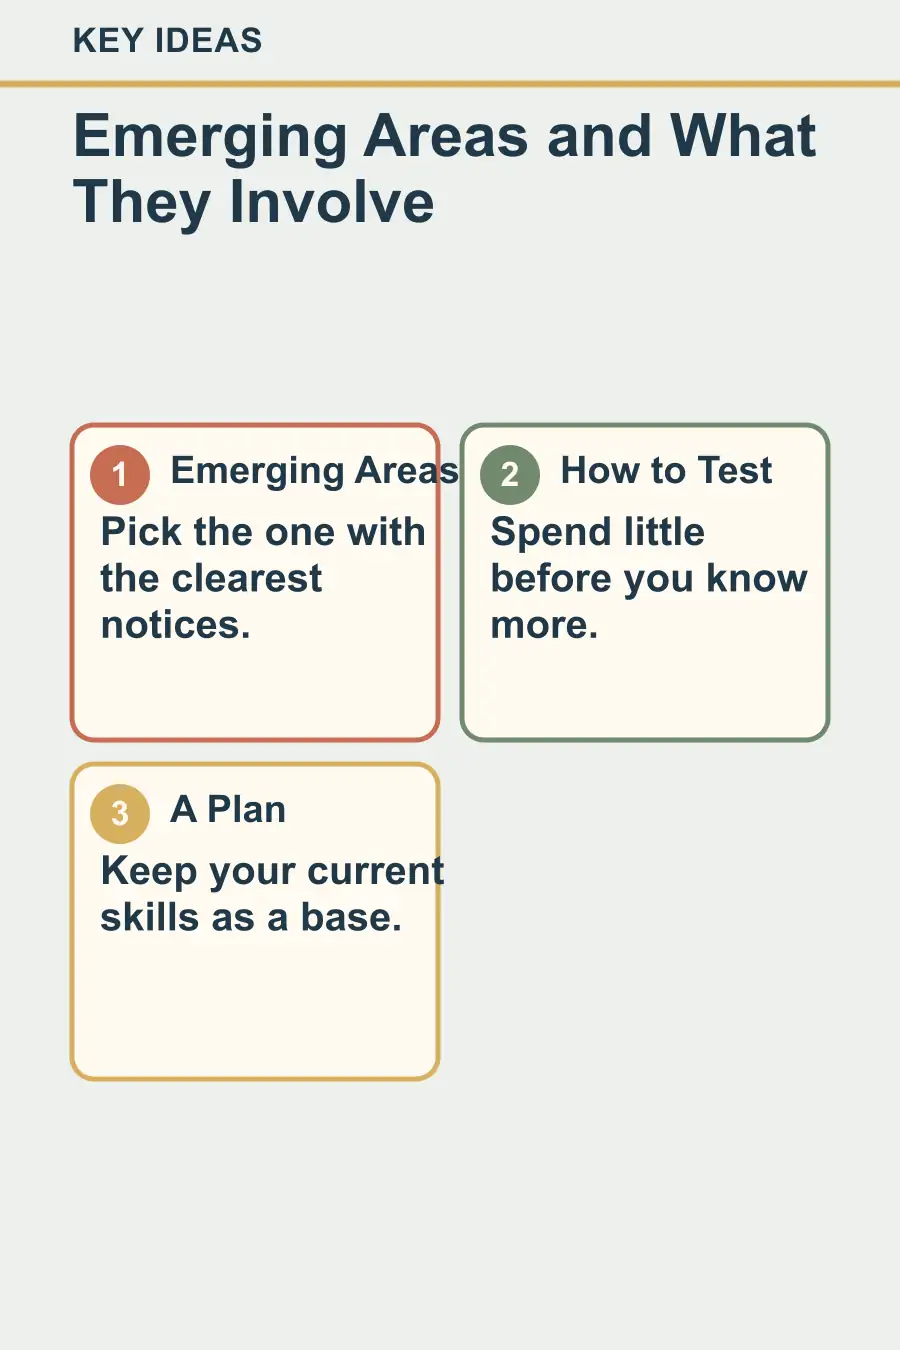 KEY IDEAS
Emerging Areas and What
They Involve
1 Emerging Areas
Pick the one with
the clearest
notices.
2 How to Test
Spend little
before you know
more.
3 A Plan
Keep your current
skills as a base.